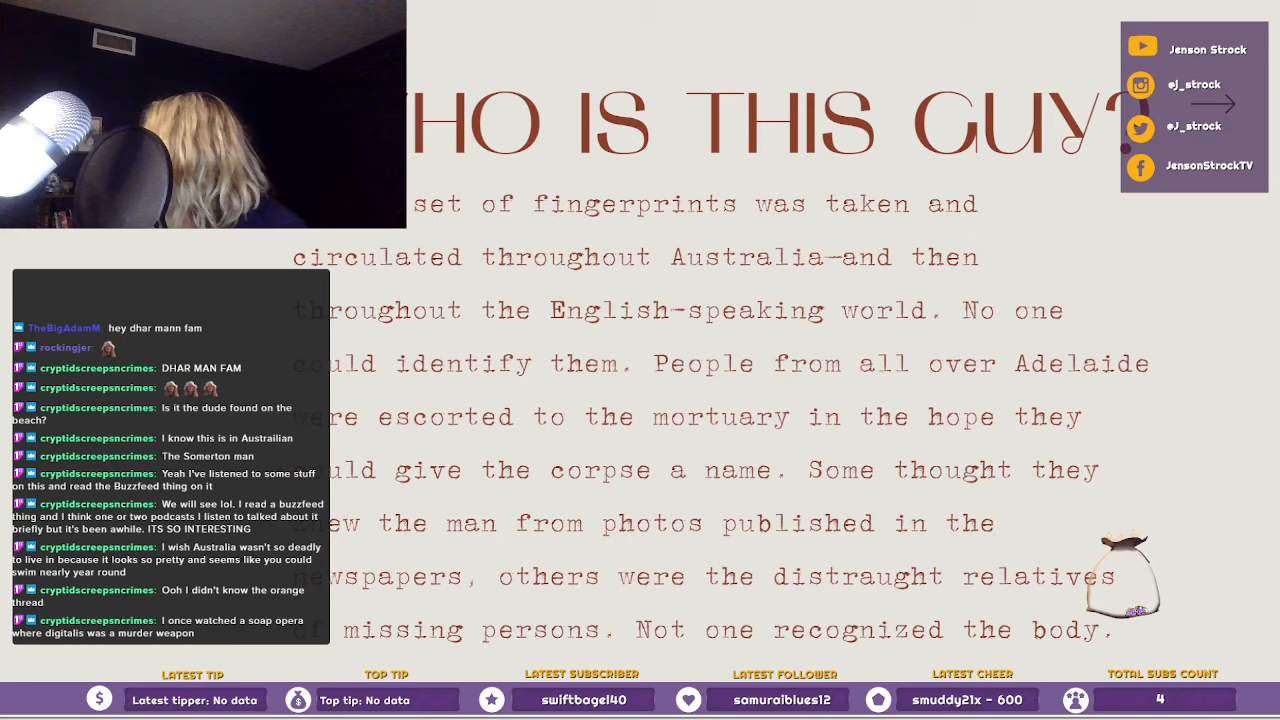 HO IS THIS GUY?
set of fingerprints was taken and
circulated throughout Australia—and then
throughout the English-speaking world. No one
could identify them. People from all over Adelaide
were escorted to the mortuary in the hope they
could give the corpse a name. Some thought they
knew the man from photos published in the
newspapers, others were the distraught relatives
of missing persons. Not one recognized the body.
Jenson Strock
@J_strock
@J_strock
JensonStrockTV
TheBigAdamM: hey dhar mann fam
rockingjer:
cryptidscreepsncrimes: DHAR MAN FAM
cryptidscreepsncrimes:
cryptidscreepsncrimes: Is it the dude found on the
beach?
cryptidscreepsncrimes: I know this is in Austrailian
cryptidscreepsncrimes: The Somerton man
cryptidscreepsncrimes: Yeah I've listened to some stuff
on this and read the Buzzfeed thing on it
cryptidscreepsncrimes: We will see lol. I read a buzzfeed
thing and I think one or two podcasts I listen to talked about it
briefly but it's been awhile. ITS SO INTERESTING
cryptidscreepsncrimes: I wish Australia wasn't so deadly
to live in because it looks so pretty and seems like you could
swim nearly year round
cryptidscreepsncrimes: Ooh I didn't know the orange
thread
cryptidscreepsncrimes: I once watched a soap opera
where digitalis was a murder weapon
LATEST TIP
Latest tipper: No data
TOP TIP
Top tip: No data
LATEST SUBSCRIBER
swiftbagel40
LATEST FOLLOWER
samuraiblues12
LATEST CHEER
smuddy21x - 600
TOTAL SUBS COUNT
4